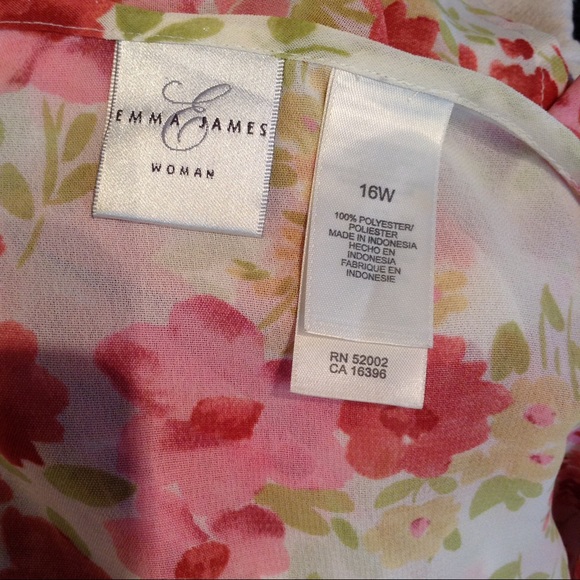 E
EMMA JAMES
WOMAN
16W
100% POLYESTER/
POLIESTER
MADE IN INDONESIA
HECHO EN
INDONESIA
FABRIQUE EN
INDONESIE
RN 52002
CA 16396